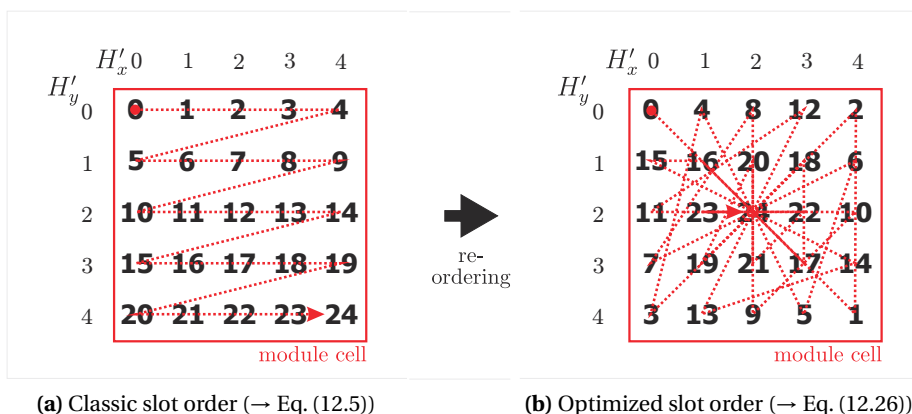 H′x 0 1 2 3 4
H′y
0 0 1 2 3 4
1 5 6 7 8 9
2 10 11 12 13 14
3 15 16 17 18 19
4 20 21 22 23 24
module cell
(a) Classic slot order (→ Eq. (12.5))
re-
ordering
H′x 0 1 2 3 4
H′y
0 0 4 8 12 2
1 15 16 20 18 6
2 11 23 24 22 10
3 7 19 21 17 14
4 3 13 9 5 1
module cell
(b) Optimized slot order (→ Eq. (12.26))